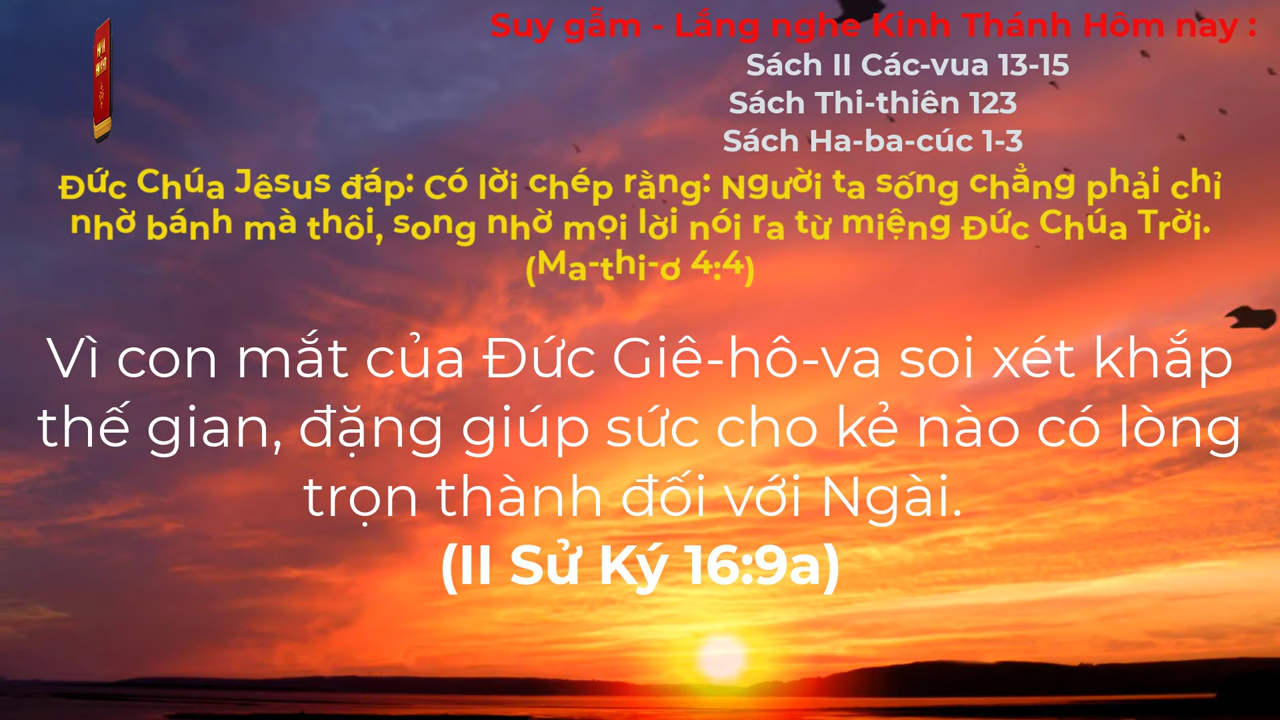 Suy gẫm - Lắng nghe Kinh Thánh Hôm nay :
Sách II Các-vua 13-15
Sách Thi-thiên 123
Sách Ha-ba-cúc 1-3
Đức Chúa Jêsus đáp: Có lời chép rằng: Người ta sống chẳng phải chỉ
nhờ bánh mà thôi, song nhờ mọi lời nói ra từ miệng Đức Chúa Trời.
(Ma-thi-ơ 4:4)
Vì con mắt của Đức Giê-hô-va soi xét khắp
thế gian, đặng giúp sức cho kẻ nào có lòng
trọn thành đối với Ngài.
(II Sử Ký 16:9a)